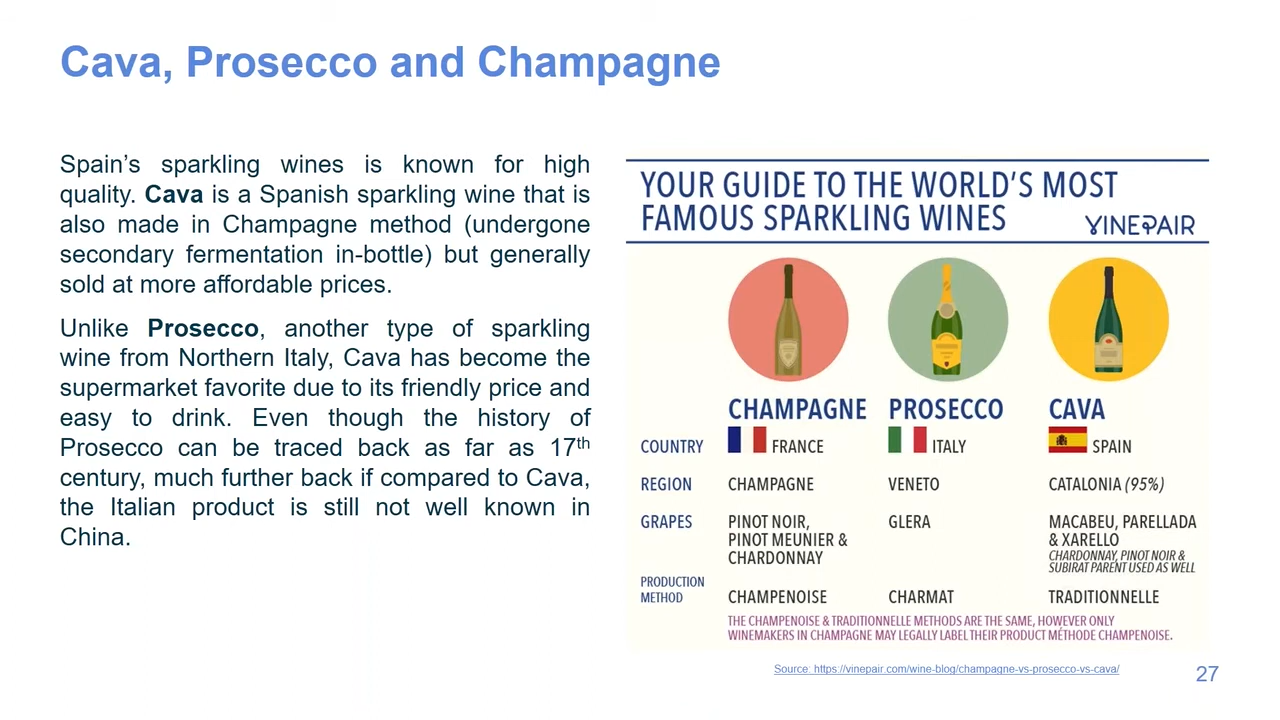 Cava, Prosecco and Champagne
Spain’s sparkling wines is known for high
quality. Cava is a Spanish sparkling wine that is
also made in Champagne method (undergone
secondary fermentation in-bottle) but generally
sold at more affordable prices.
Unlike Prosecco, another type of sparkling
wine from Northern Italy, Cava has become the
supermarket favorite due to its friendly price and
easy to drink. Even though the history of
Prosecco can be traced back as far as 17th
century, much further back if compared to Cava,
the Italian product is still not well known in
China.
YOUR GUIDE TO THE WORLD’S MOST
FAMOUS SPARKLING WINES
VINEPAIR
CHAMPAGNE PROSECCO CAVA
COUNTRY FRANCE ITALY SPAIN
REGION CHAMPAGNE VENETO CATALONIA (95%)
GRAPES PINOT NOIR, GLERA MACABEU, PARELLADA
PINOT MEUNIER & & XARELLO
CHARDONNAY CHARDONNAY, PINOT NOIR &
SUBIRAT PARENT USED AS WELL
PRODUCTION
METHOD CHAMPENOISE CHARMAT TRADITIONNELLE
THE CHAMPENOISE & TRADITIONNELLE METHODS ARE THE SAME, HOWEVER ONLY
WINEMAKERS IN CHAMPAGNE MAY LEGALLY LABEL THEIR PRODUCT MÉTHODE CHAMPENOISE.
Source: https://vinepair.com/wine-blog/champagne-vs-prosecco-vs-cava/
27